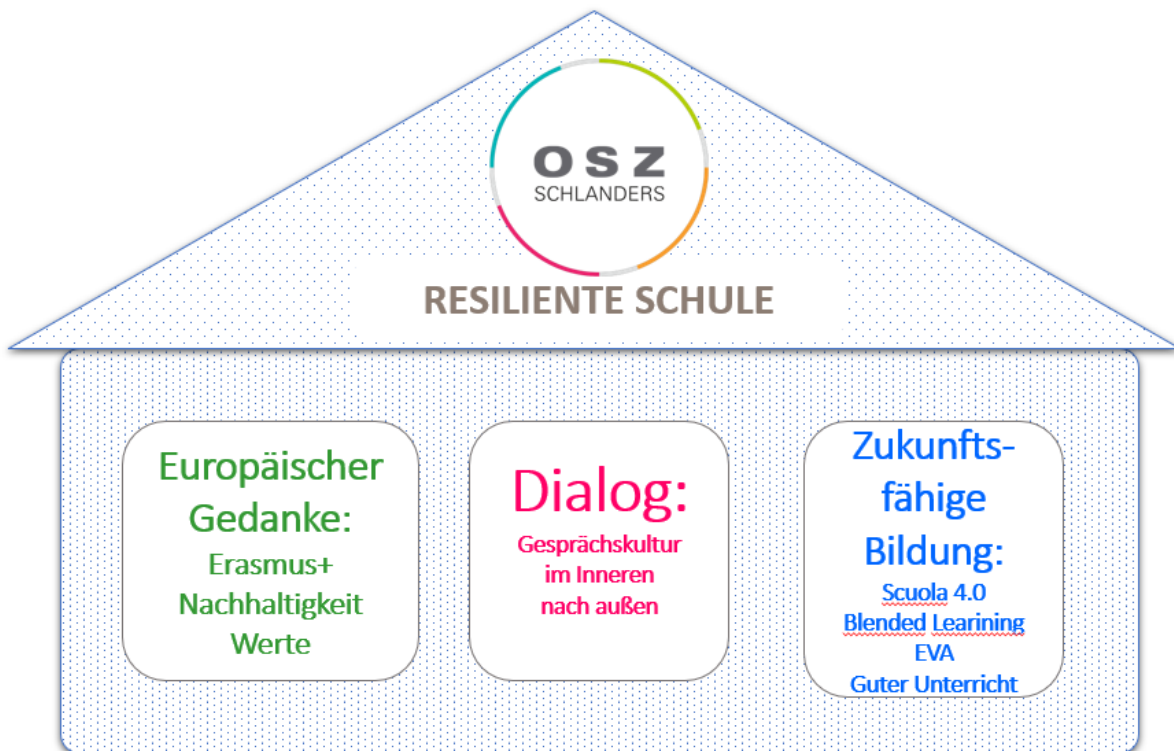 OSZ
SCHLANDERS
RESILIENTE SCHULE
Europäischer
Gedanke:
Erasmus+
Nachhaltigkeit
Werte
Dialog:
Gesprächskultur
im Inneren
nach außen
Zukunfts-
fähige
Bildung:
Scuola 4.0
Blended Learining
EVA
Guter Unterricht